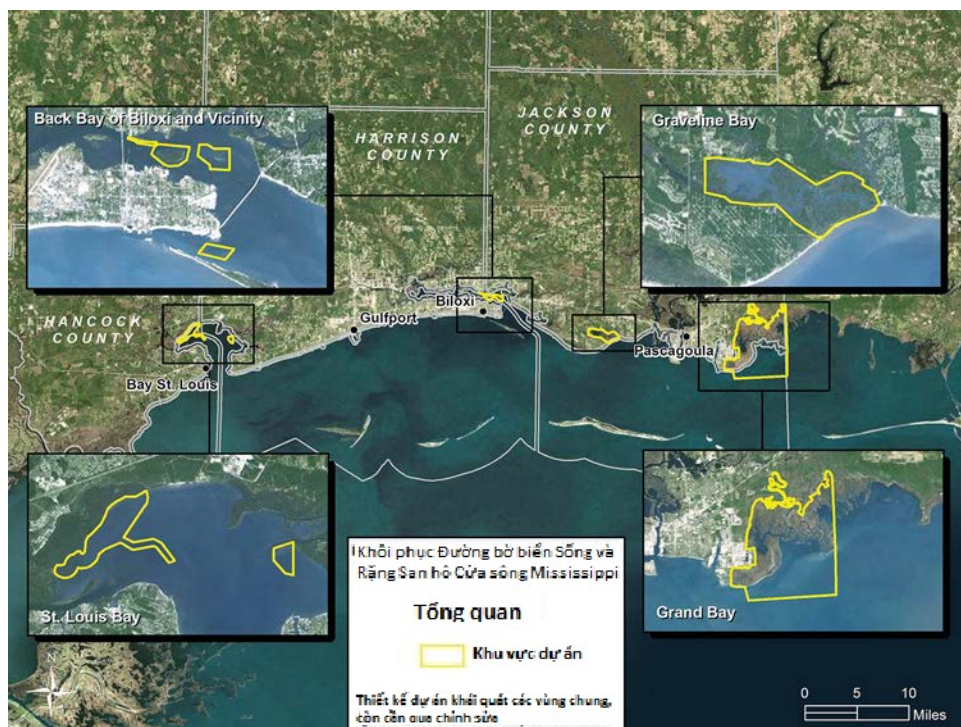 Back Bay of Biloxi and Vicinity
HARRISON
COUNTY
JACKSON
COUNTY
Graveline Bay
HANCOCK
COUNTY
Bay St. Louis
Gulfport
Biloxi
Pascagoula
St. Louis Bay
Grand Bay
Khôi phục Đường bờ biển Sống và
Rặng San hô Cửa sông Mississippi
Tổng quan
Khu vực dự án
Thiết kế dự án khái quát các vùng chung,
còn cần qua chỉnh sửa
N
0 5 10
Miles